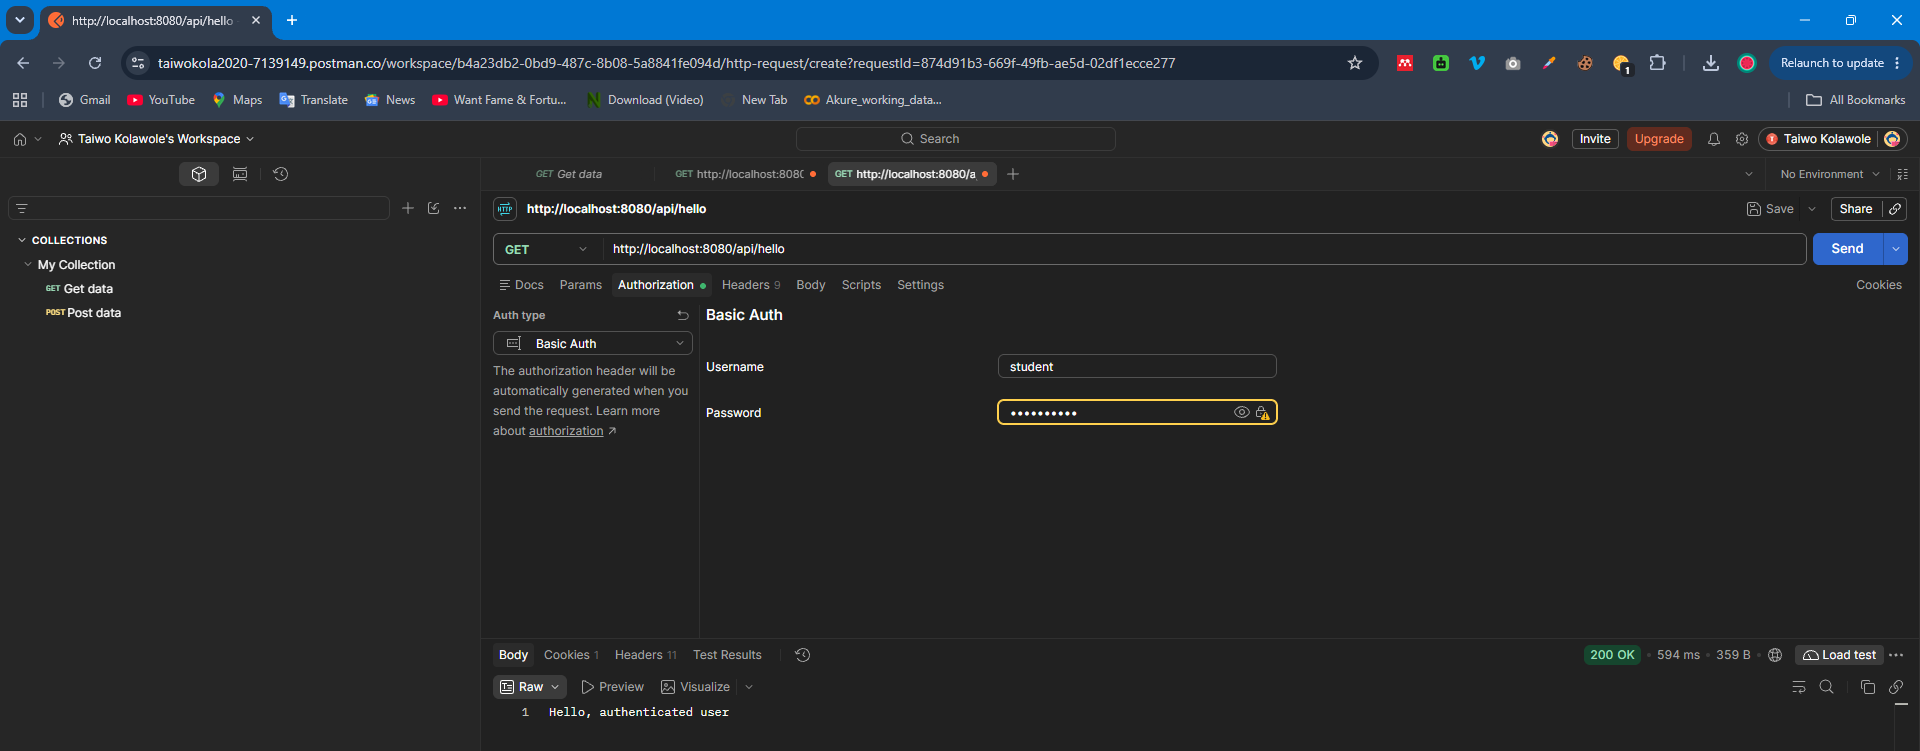 http://localhost:8080/api/hello
taiwokola2020-7139149.postman.co/workspace/b4a23db2-0bd9-487c-8b08-5a8841fe094d/http-request/create?requestId=874d91b3-669f-49fb-ae5d-02df1ecce277
1
Relaunch to update
Gmail YouTube Maps Translate News Want Fame & Fortu... Download (Video) New Tab Akure_working_data... All Bookmarks
Taiwo Kolawole's Workspace Search Invite Upgrade T Taiwo Kolawole
GET Get data GET http://localhost:808( GET http://localhost:8080/a No Environment
HTTP http://localhost:8080/api/hello Save Share
COLLECTIONS
My Collection
GET Get data
POST Post data
GET http://localhost:8080/api/hello Send
Docs Params Authorization Headers 9 Body Scripts Settings Cookies
Auth type
Basic Auth
The authorization header will be
automatically generated when you
send the request. Learn more
about authorization ↗
Basic Auth
Username student
Password ••••••••••
Body Cookies 1 Headers 11 Test Results 200 OK • 594 ms • 359 B • Load test
Raw Preview Visualize
1 Hello, authenticated user